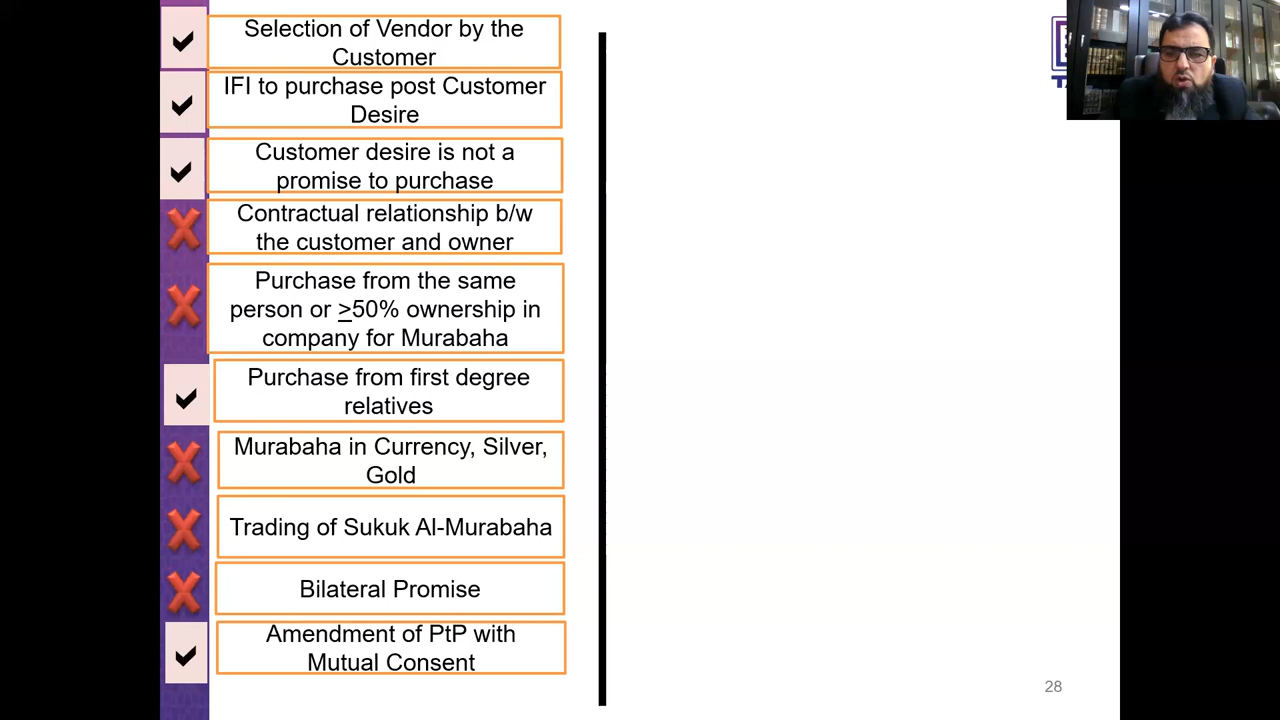 Selection of Vendor by the
Customer
IFI to purchase post Customer
Desire
Customer desire is not a
promise to purchase
Contractual relationship b/w
the customer and owner
Purchase from the same
person or >50% ownership in
company for Murabaha
Purchase from first degree
relatives
Murabaha in Currency, Silver,
Gold
Trading of Sukuk Al-Murabaha
Bilateral Promise
Amendment of PtP with
Mutual Consent
28